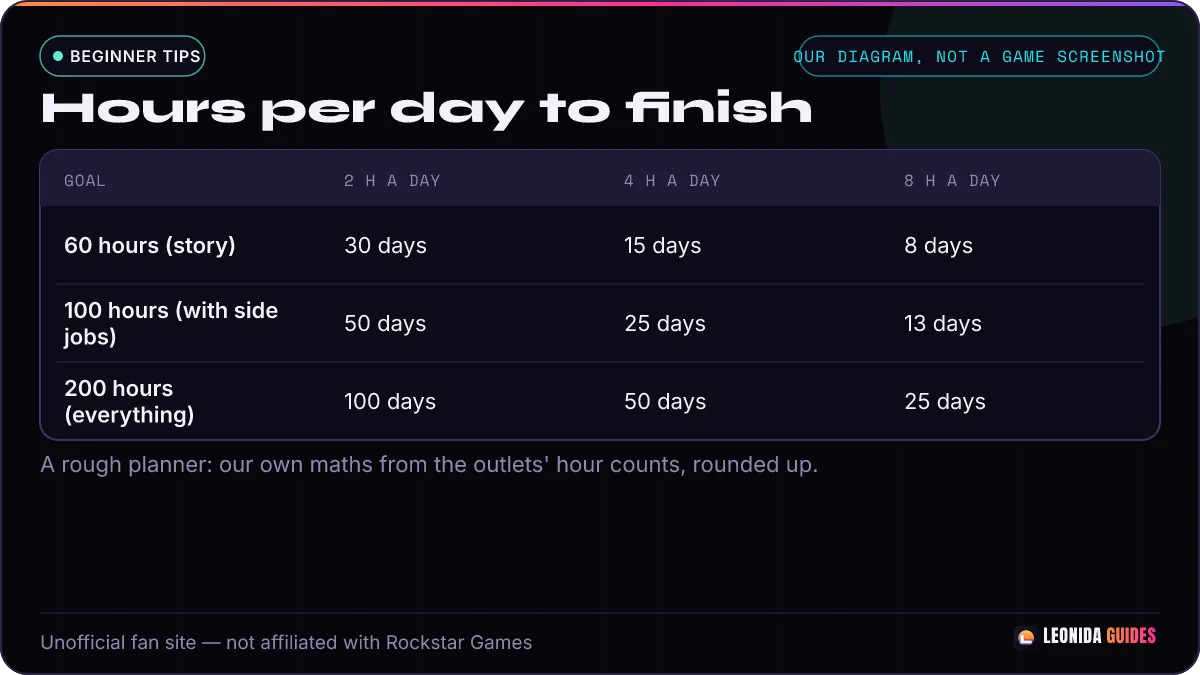 BEGINNER TIPS
OUR DIAGRAM, NOT A GAME SCREENSHOT
Hours per day to finish
GOAL 2 H A DAY 4 H A DAY 8 H A DAY
60 hours (story) 30 days 15 days 8 days
100 hours (with side
jobs) 50 days 25 days 13 days
200 hours
(everything) 100 days 50 days 25 days
A rough planner: our own maths from the outlets' hour counts, rounded up.
Unofficial fan site — not affiliated with Rockstar Games
LEONIDA GUIDES